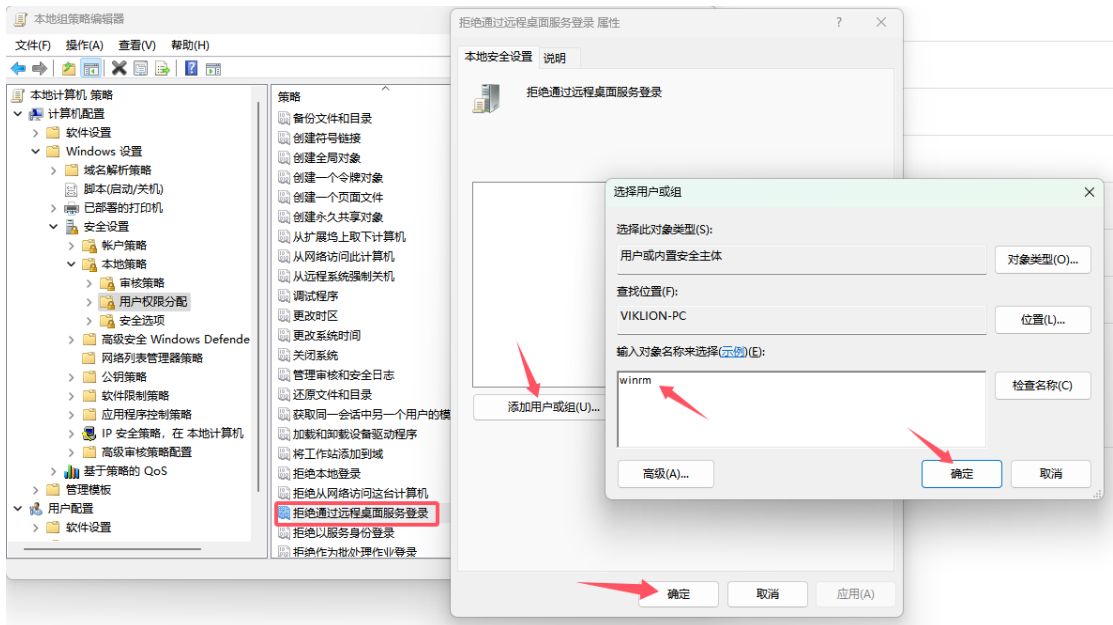 本地组策略编辑器
文件(F) 操作(A) 查看(V) 帮助(H)
本地计算机 策略
计算机配置
软件设置
Windows 设置
域名解析策略
脚本(启动/关机)
已部署的打印机
安全设置
帐户策略
本地策略
审核策略
用户权限分配
安全选项
高级安全 Windows Defende
网络列表管理器策略
公钥策略
软件限制策略
应用程序控制策略
IP 安全策略，在 本地计算机
高级审核策略配置
基于策略的 QoS
管理模板
用户配置
软件设置
策略
备份文件和目录
创建符号链接
创建全局对象
创建一个令牌对象
创建一个页面文件
创建永久共享对象
从扩展坞上取下计算机
从网络访问此计算机
从远程系统强制关机
调试程序
更改时区
更改系统时间
关闭系统
管理审核和安全日志
还原文件和目录
获取同一会话中另一个用户的模
加载和卸载设备驱动程序
将工作站添加到域
拒绝本地登录
拒绝从网络访问这台计算机
拒绝通过远程桌面服务登录
拒绝以服务身份登录
拒绝作为批处理作业登录
拒绝通过远程桌面服务登录 属性
本地安全设置 说明
拒绝通过远程桌面服务登录
添加用户或组(U)...
确定 取消 应用(A)
选择用户或组
选择此对象类型(S):
用户或内置安全主体 对象类型(O)...
查找位置(F):
VIKLION-PC 位置(L)...
输入对象名称来选择(示例)(E):
winrm 检查名称(C)
高级(A)... 确定 取消